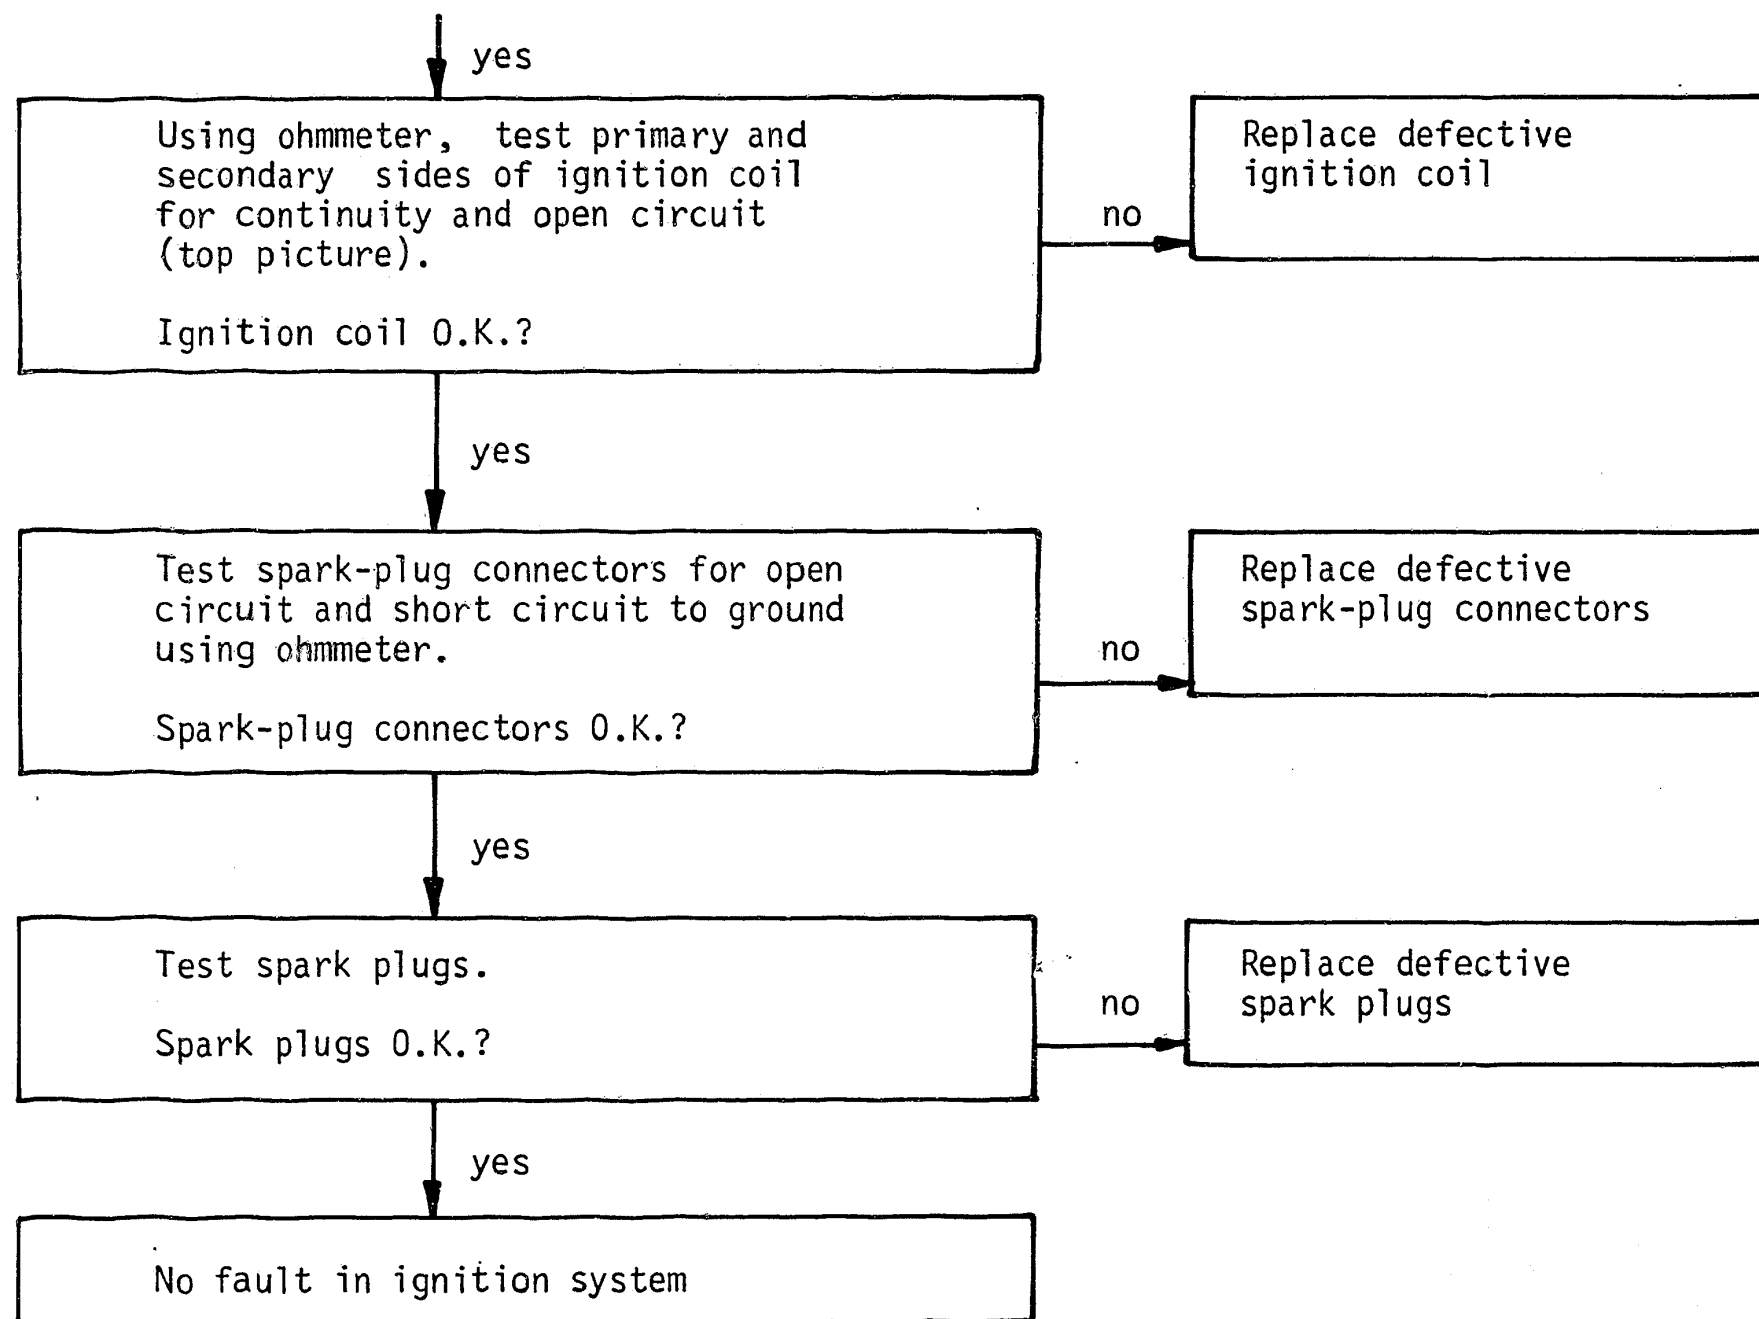 yes
Using ohmmeter, test primary and
secondary sides of ignition coil
for continuity and open circuit
(top picture).
Ignition coil O.K.?
no
Replace defective
ignition coil
yes
Test spark-plug connectors for open
circuit and short circuit to ground
using ohmmeter.
Spark-plug connectors O.K.?
no
Replace defective
spark-plug connectors
yes
Test spark plugs.
Spark plugs O.K.?
no
Replace defective
spark plugs
yes
No fault in ignition system